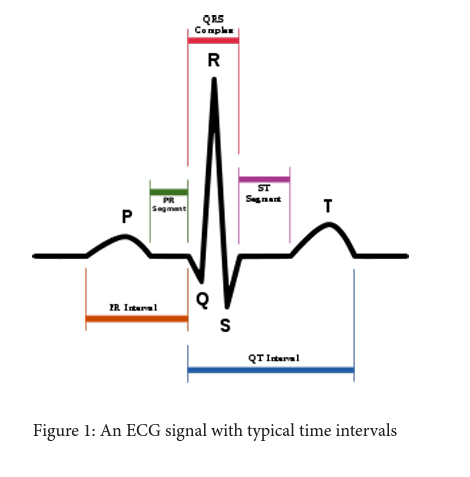 QRS
Complex
R
ST
Segment
PR
Segment
P
T
Q
PR Interval
S
QT Interval
Figure 1: An ECG signal with typical time intervals